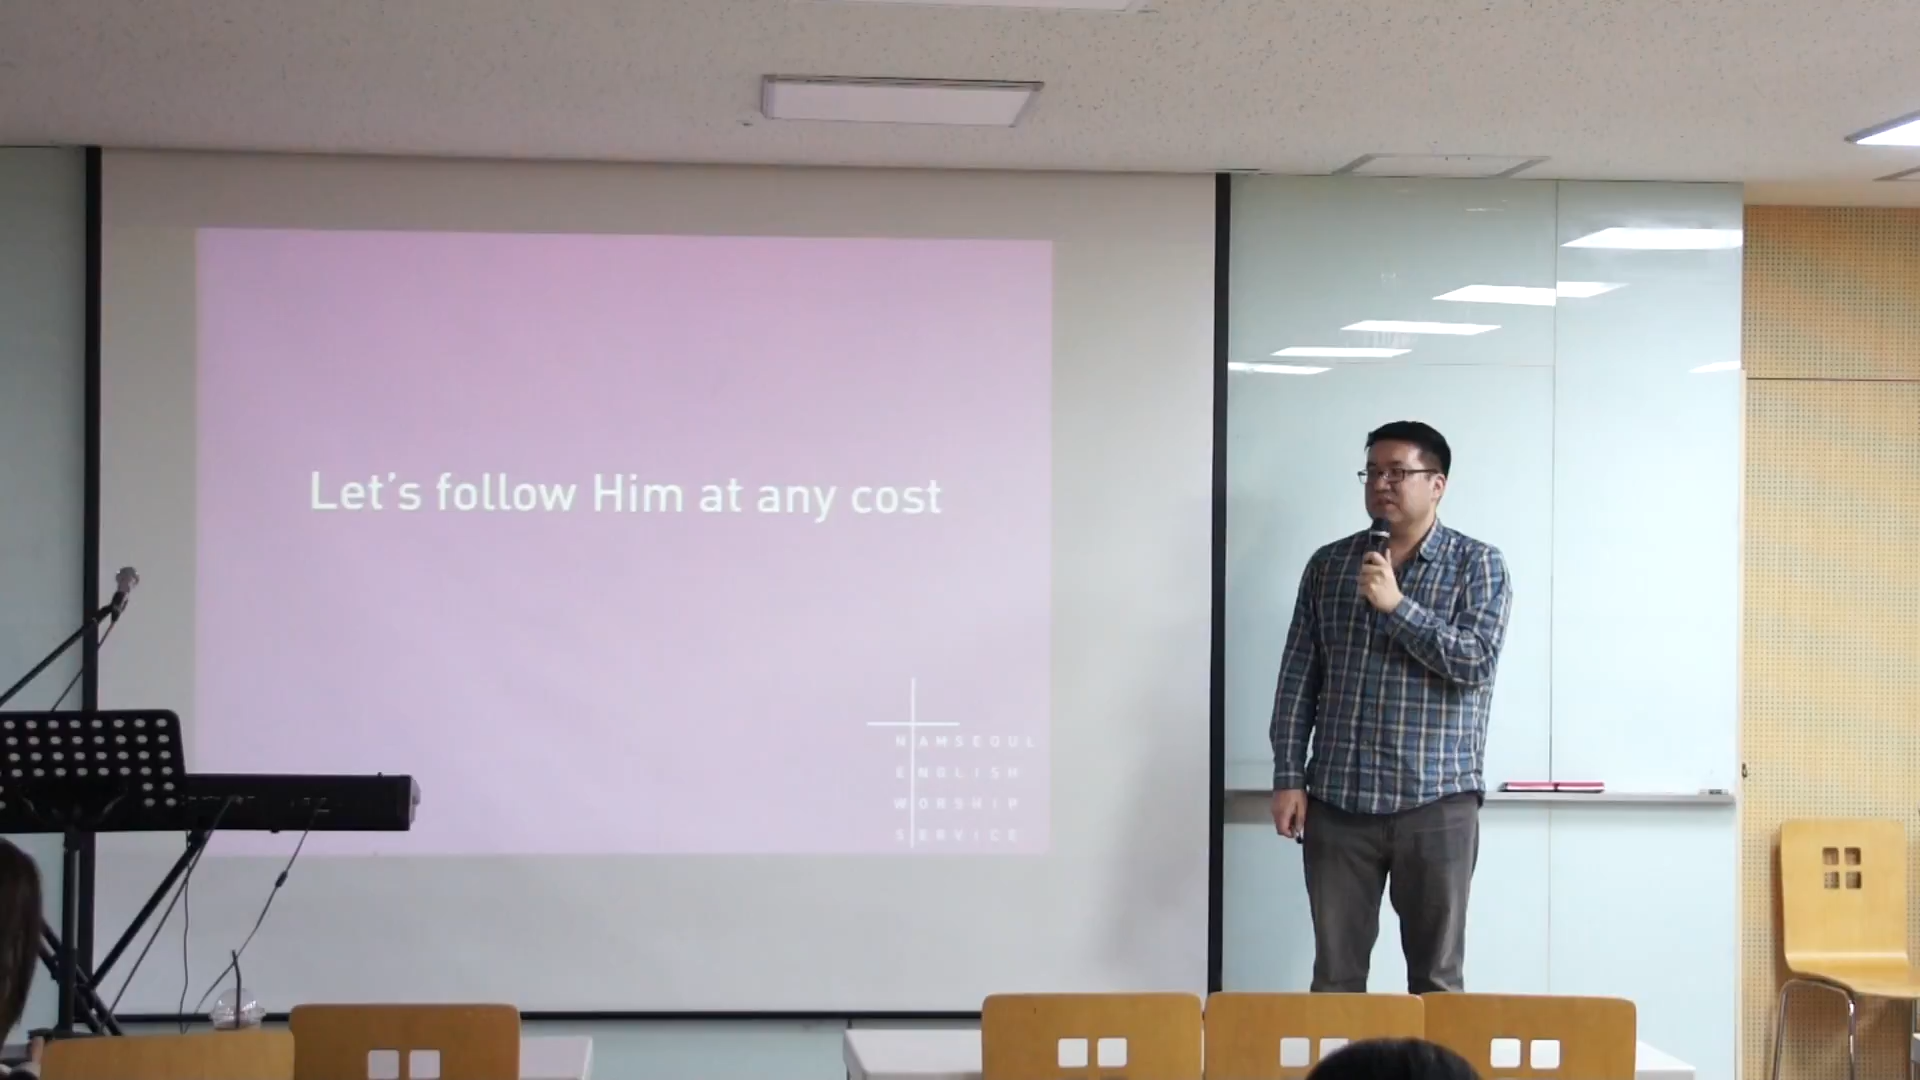 Let's follow Him at any cost
NAMSEOUL
ENGLISH
WORSHIP
SERVICE